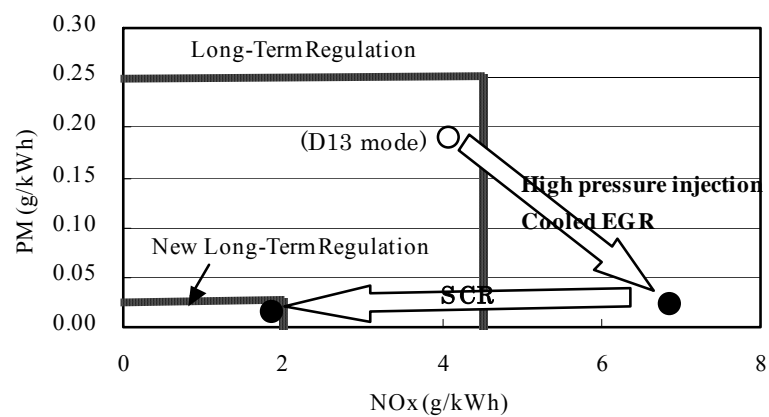 0.30
Long-Term Regulation
0.25
0.20
(D13 mode)
0.15
High pressure injection
Cooled EGR
0.10
New Long-Term Regulation
0.05
SCR
0.00
PM (g/kWh)
0 2 4 6 8
NOx (g/kWh)